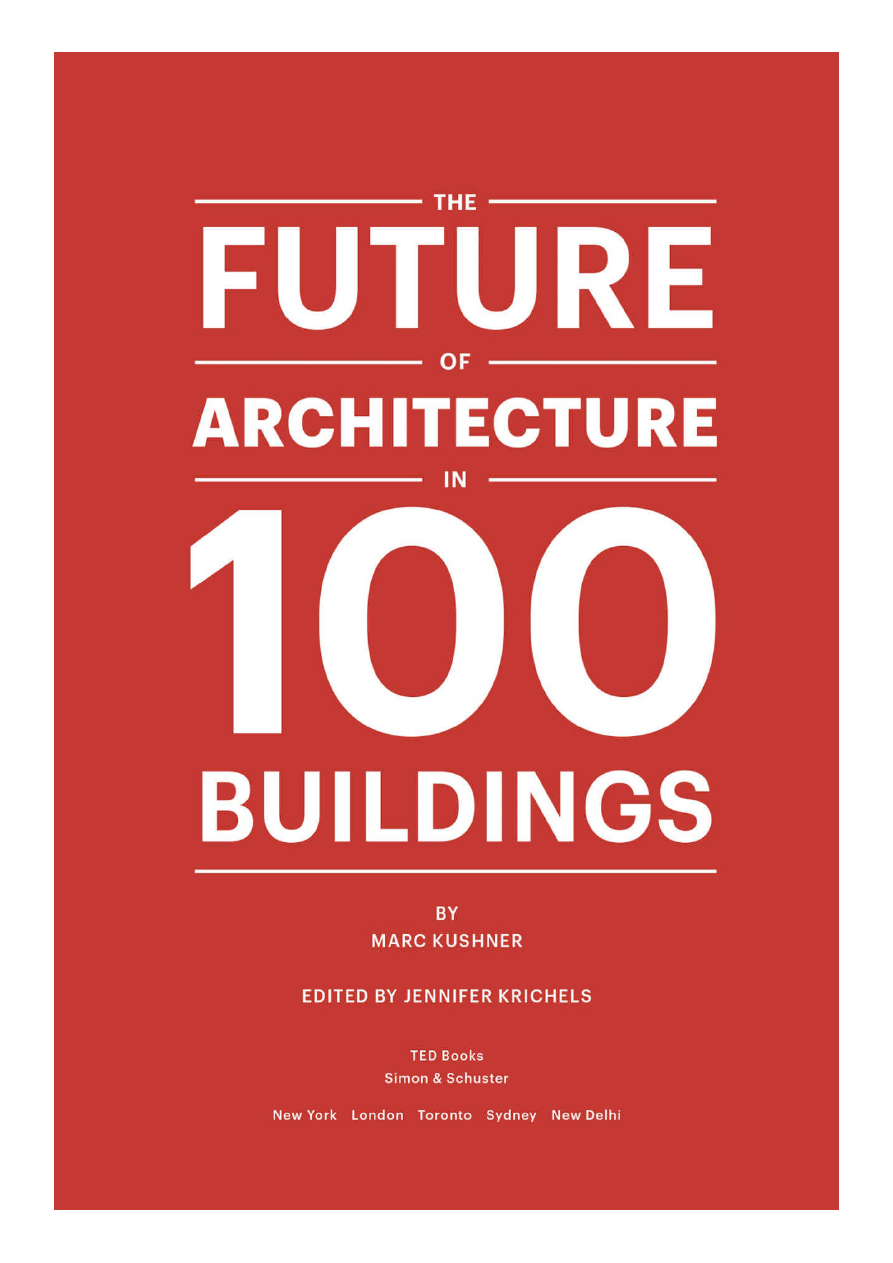 THE
FUTURE
OF
ARCHITECTURE
IN
100
BUILDINGS
BY
MARC KUSHNER
EDITED BY JENNIFER KRICHELS
TED Books
Simon & Schuster
New York London Toronto Sydney New Delhi